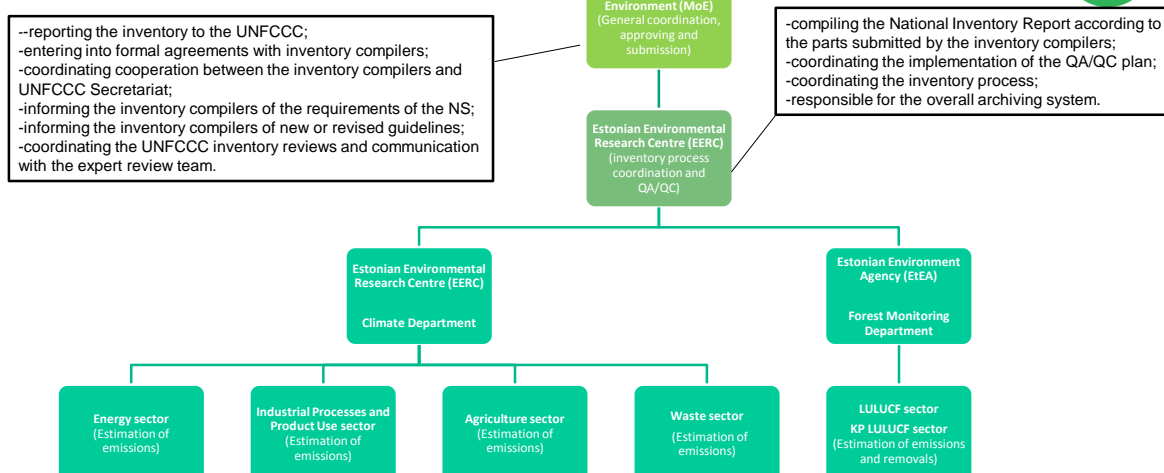 Environment (MoE)
(General coordination,
approving and
submission)
--reporting the inventory to the UNFCCC;
-entering into formal agreements with inventory compilers;
-coordinating cooperation between the inventory compilers and
UNFCCC Secretariat;
-informing the inventory compilers of the requirements of the NS;
-informing the inventory compilers of new or revised guidelines;
-coordinating the UNFCCC inventory reviews and communication
with the expert review team.
-compiling the National Inventory Report according to
the parts submitted by the inventory compilers;
-coordinating the implementation of the QA/QC plan;
-coordinating the inventory process;
-responsible for the overall archiving system.
Estonian Environmental
Research Centre (EERC)
(inventory process
coordination and
QA/QC)
Estonian Environmental
Research Centre (EERC)
Climate Department
Estonian Environment
Agency (EtEA)
Forest Monitoring
Department
Energy sector
(Estimation of
emissions)
Industrial Processes and
Product Use sector
(Estimation of
emissions)
Agriculture sector
(Estimation of
emissions)
Waste sector
(Estimation of
emissions)
LULUCF sector
KP LULUCF sector
(Estimation of emissions
and removals)